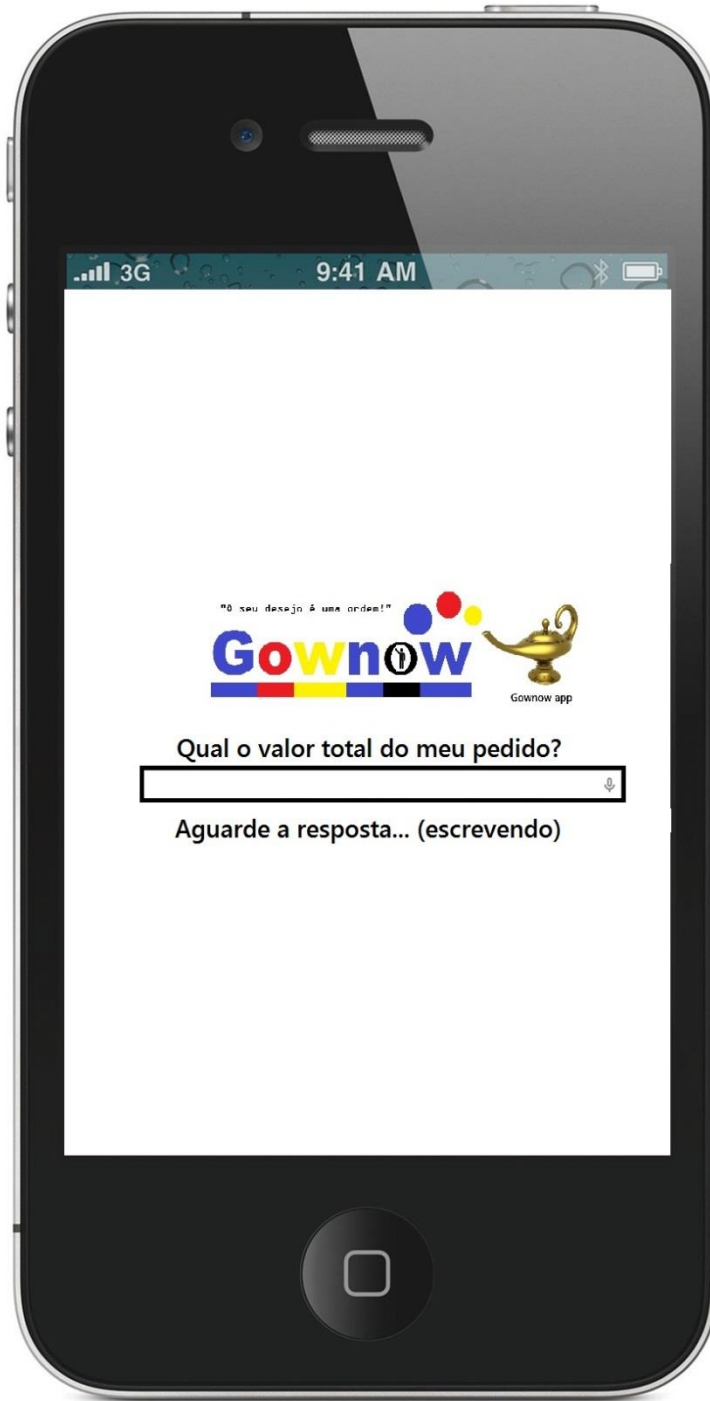 3G 9:41 AM
"O seu desejo é uma ordem!"
Gownow
Gownow app
Qual o valor total do meu pedido?
Aguarde a resposta... (escrevendo)